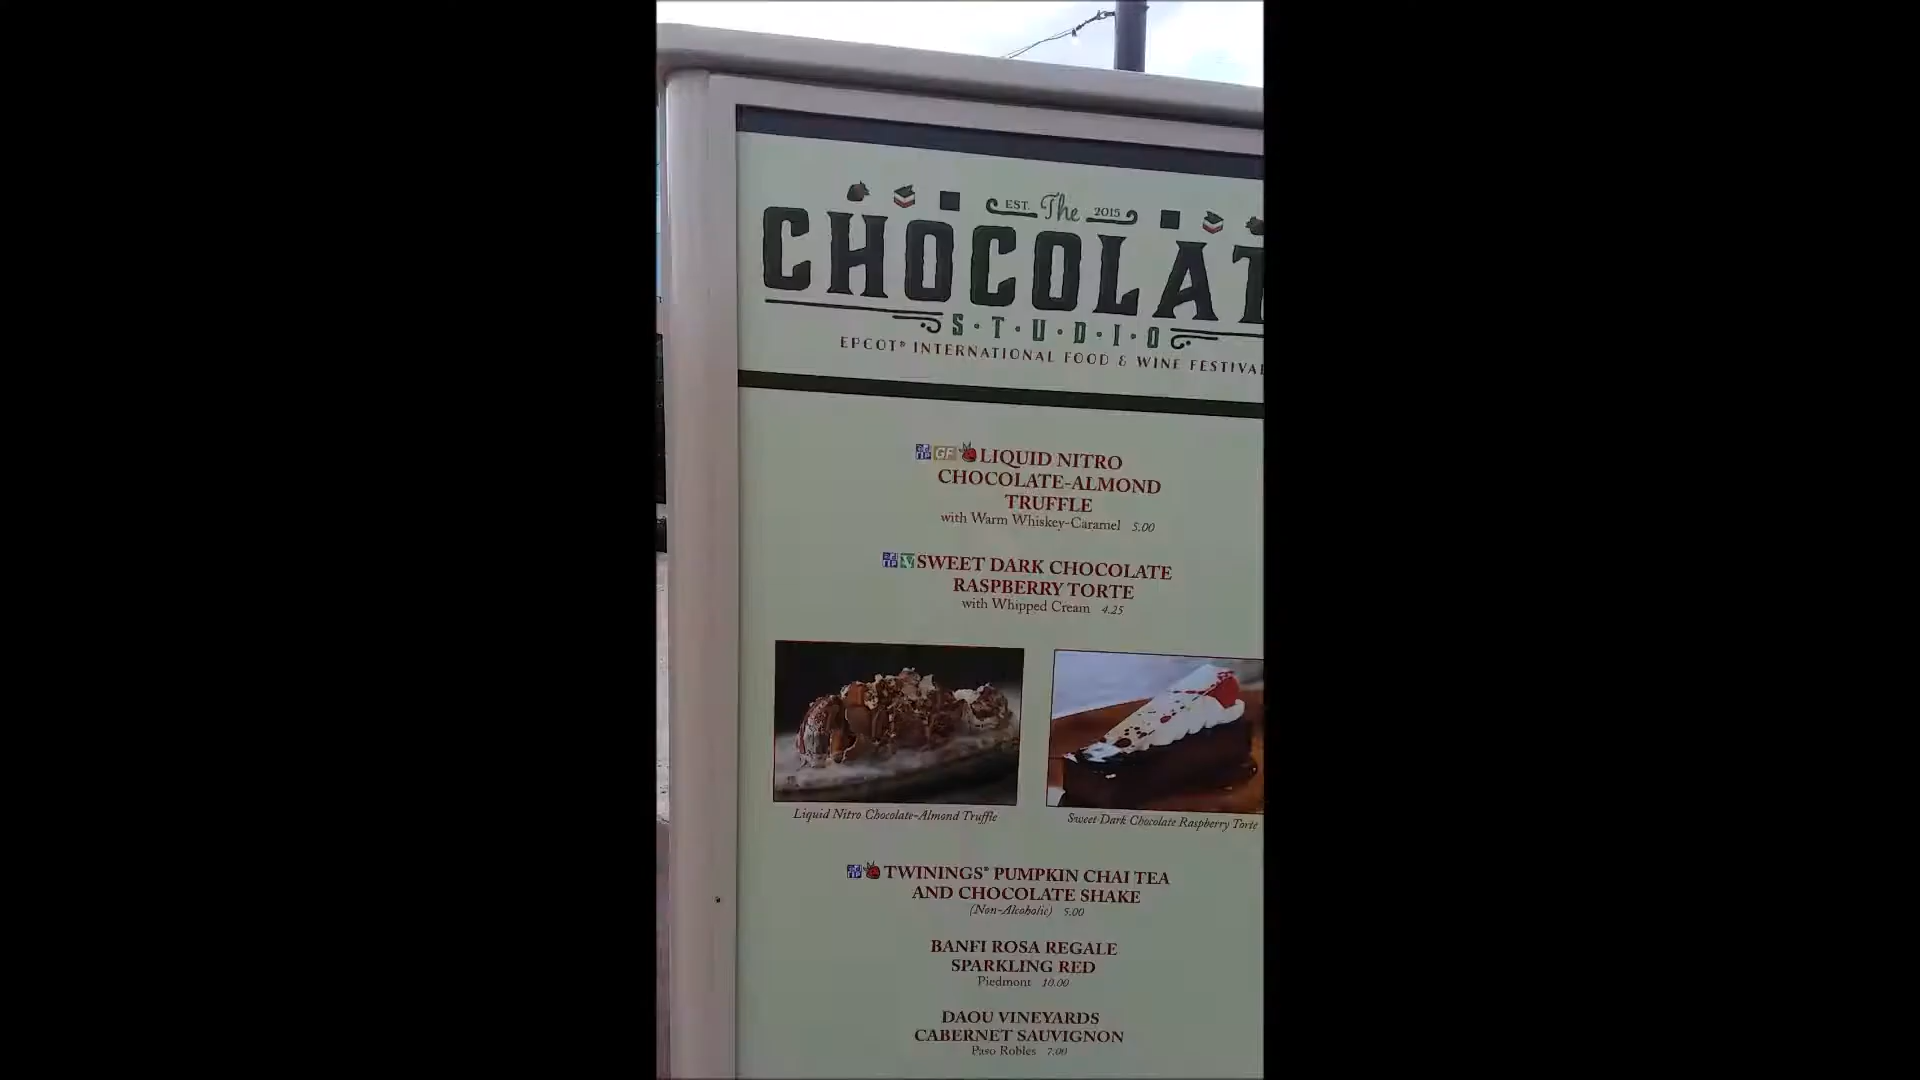 EST. The 2015
CHOCOLAT
S·T·U·D·I·O
EPCOT® INTERNATIONAL FOOD & WINE FESTIVAL
GF LIQUID NITRO
CHOCOLATE-ALMOND
TRUFFLE
with Warm Whiskey-Caramel 5.00
V SWEET DARK CHOCOLATE
RASPBERRY TORTE
with Whipped Cream 4.25
Liquid Nitro Chocolate-Almond Truffle
Sweet Dark Chocolate Raspberry Torte
TWININGS® PUMPKIN CHAI TEA
AND CHOCOLATE SHAKE
(Non-Alcoholic) 5.00
BANFI ROSA REGALE
SPARKLING RED
Piedmont 10.00
DAOU VINEYARDS
CABERNET SAUVIGNON
Paso Robles 7.00